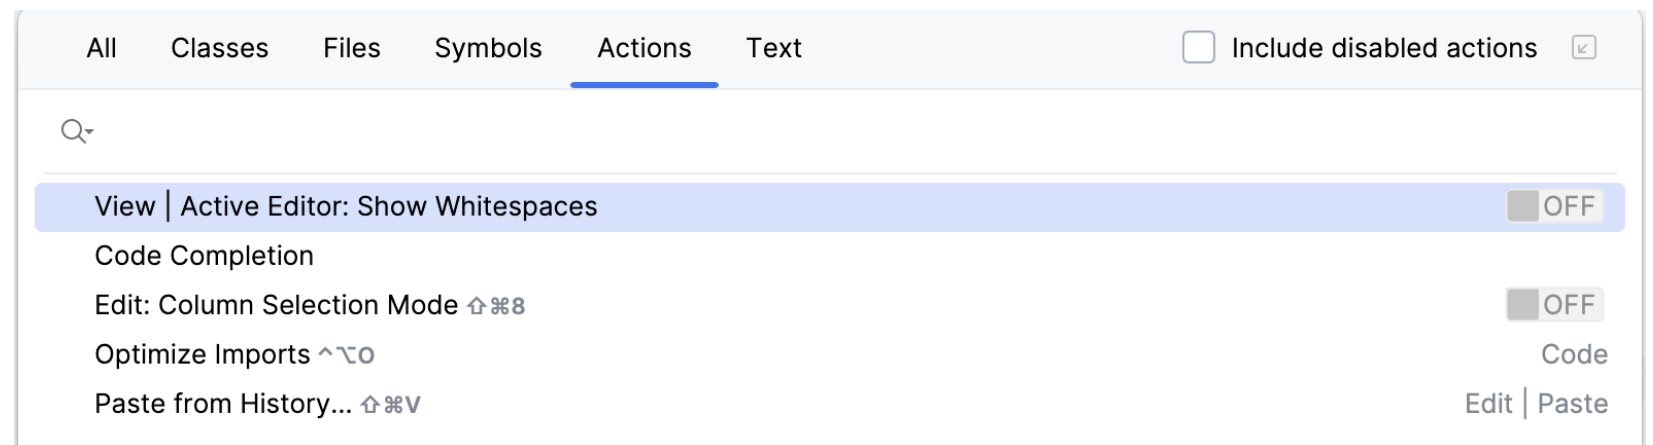 All Classes Files Symbols Actions Text Include disabled actions
View | Active Editor: Show Whitespaces OFF
Code Completion
Edit: Column Selection Mode ⇧⌘8 OFF
Optimize Imports ^⌥O Code
Paste from History... ⇧⌘V Edit | Paste